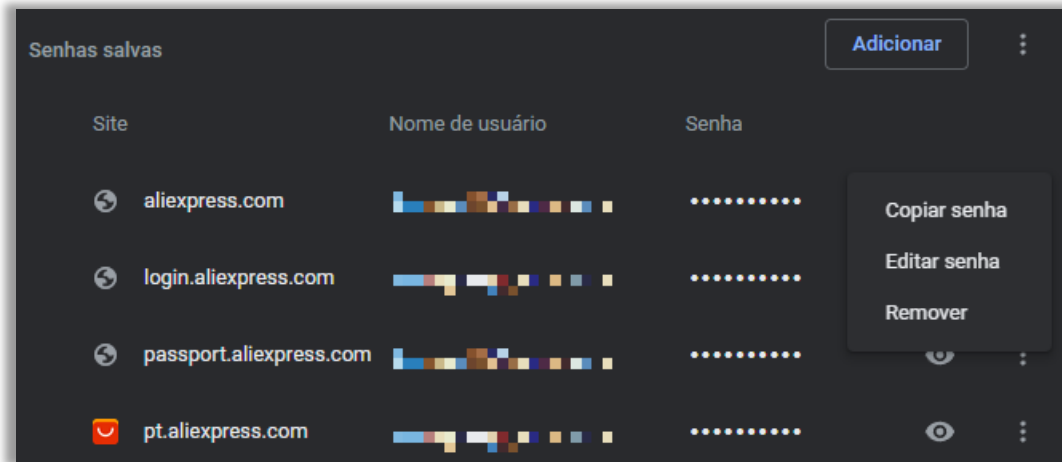 Senhas salvas
Adicionar
Site Nome de usuário Senha
aliexpress.com ••••••••••
Copiar senha
Editar senha
Remover
login.aliexpress.com ••••••••••
passport.aliexpress.com ••••••••••
pt.aliexpress.com ••••••••••